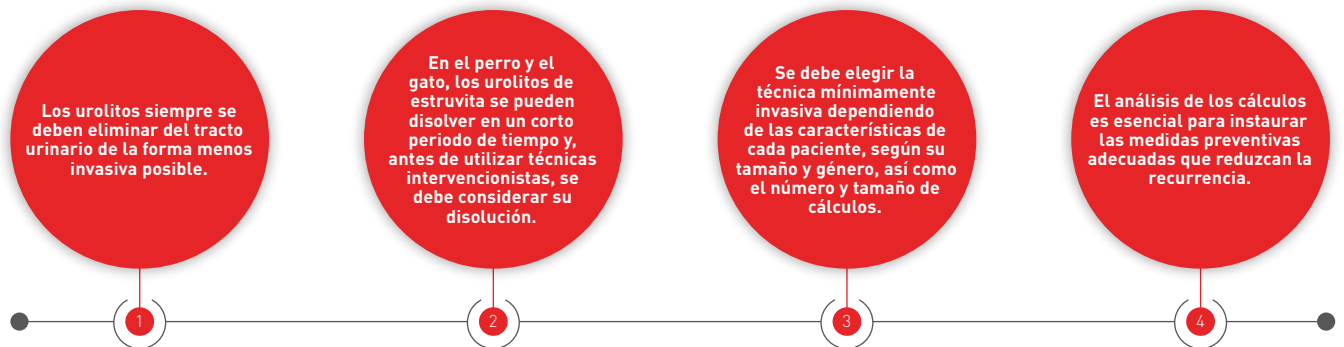 Los urolitos siempre se
deben eliminar del tracto
urinario de la forma menos
invasiva posible.
En el perro y el
gato, los urolitos de
estruvita se pueden
disolver en un corto
periodo de tiempo y,
antes de utilizar técnicas
intervencionistas, se
debe considerar su
disolución.
Se debe elegir la
técnica mínimamente
invasiva dependiendo
de las características de
cada paciente, según su
tamaño y género, así como
el número y tamaño de
cálculos.
El análisis de los cálculos
es esencial para instaurar
las medidas preventivas
adecuadas que reduzcan la
recurrencia.
1
2
3
4